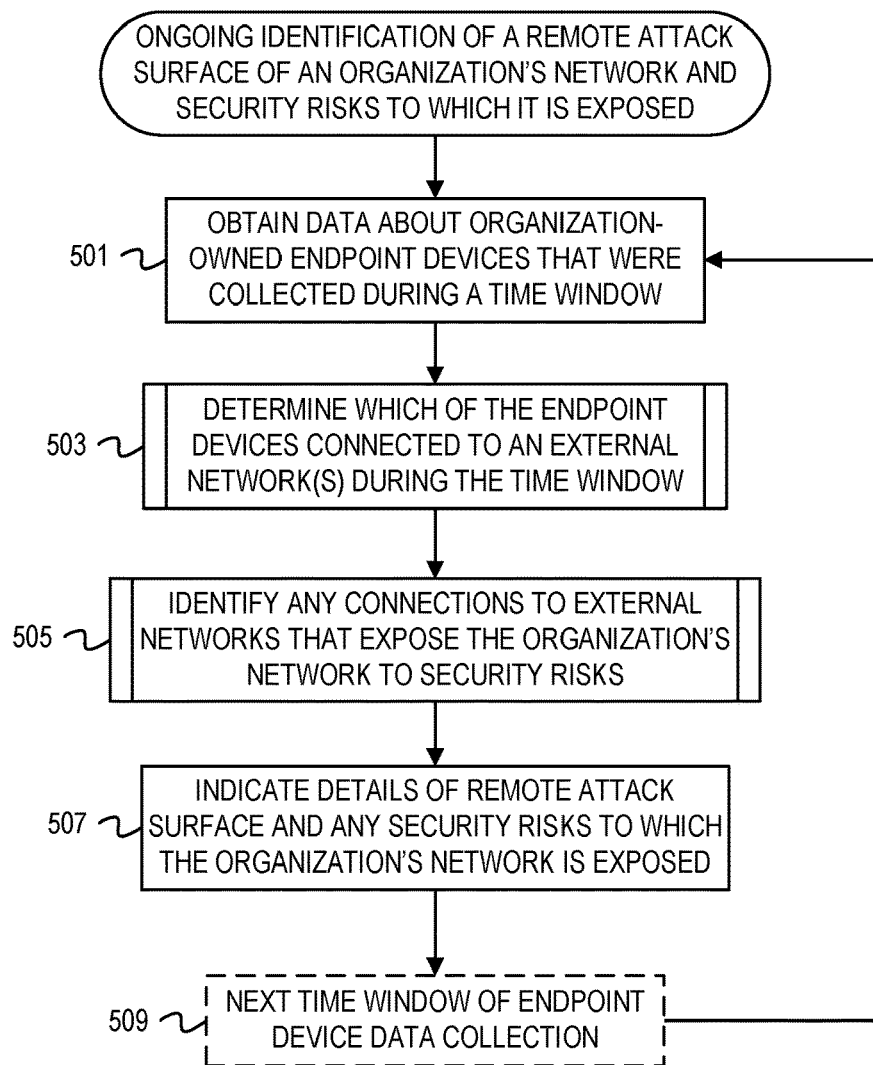 ONGOING IDENTIFICATION OF A REMOTE ATTACK
SURFACE OF AN ORGANIZATION'S NETWORK AND
SECURITY RISKS TO WHICH IT IS EXPOSED
501
OBTAIN DATA ABOUT ORGANIZATION-
OWNED ENDPOINT DEVICES THAT WERE
COLLECTED DURING A TIME WINDOW
503
DETERMINE WHICH OF THE ENDPOINT
DEVICES CONNECTED TO AN EXTERNAL
NETWORK(S) DURING THE TIME WINDOW
505
IDENTIFY ANY CONNECTIONS TO EXTERNAL
NETWORKS THAT EXPOSE THE ORGANIZATION'S
NETWORK TO SECURITY RISKS
507
INDICATE DETAILS OF REMOTE ATTACK
SURFACE AND ANY SECURITY RISKS TO WHICH
THE ORGANIZATION'S NETWORK IS EXPOSED
509
NEXT TIME WINDOW OF ENDPOINT
DEVICE DATA COLLECTION